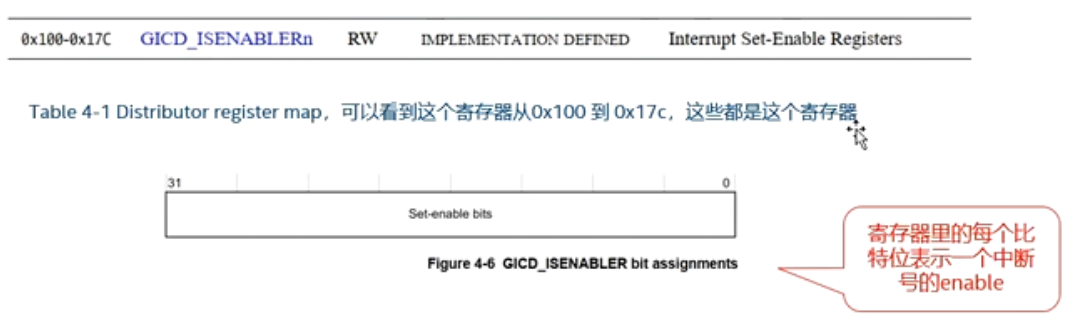 0x100-0x17C GICD_ISENABLERn RW IMPLEMENTATION DEFINED Interrupt Set-Enable Registers
Table 4-1 Distributor register map，可以看到这个寄存器从0x100 到 0x17c，这些都是这个寄存器
31 0
Set-enable bits
Figure 4-6 GICD_ISENABLER bit assignments
寄存器里的每个比
特位表示一个中断
号的enable